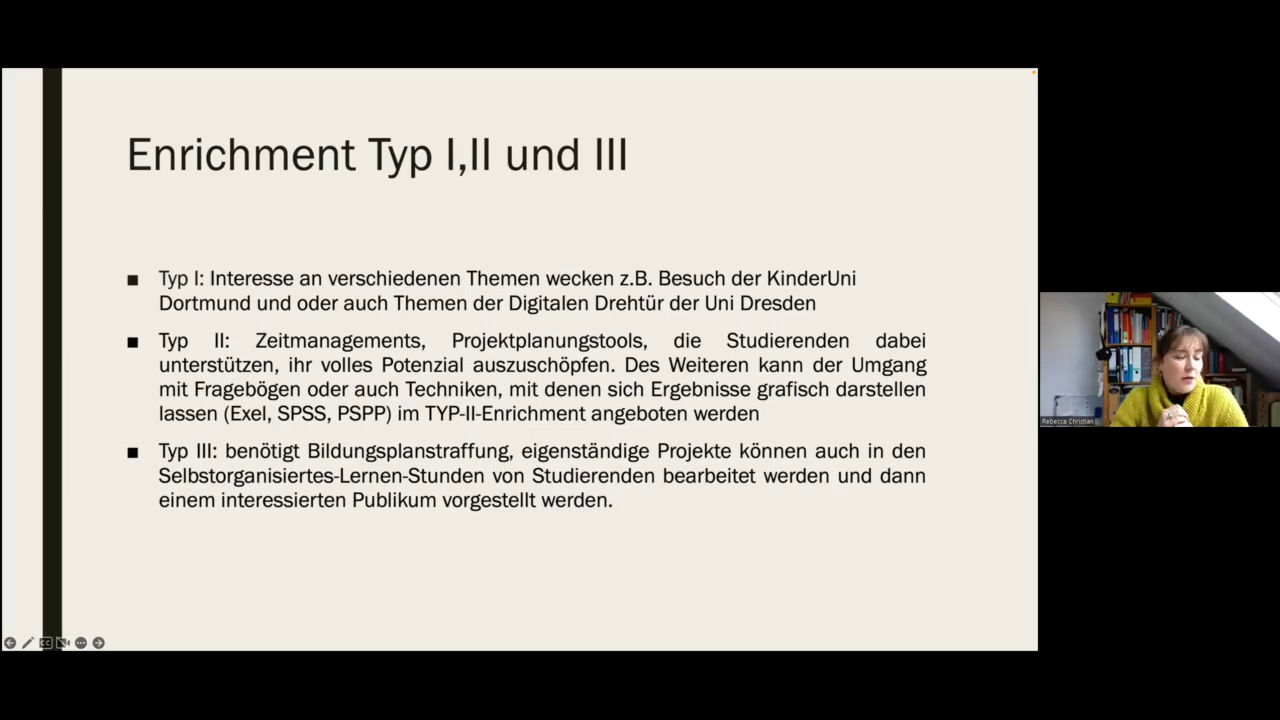 Enrichment Typ I,II und III
■ Typ I: Interesse an verschiedenen Themen wecken z.B. Besuch der KinderUni
Dortmund und oder auch Themen der Digitalen Drehtür der Uni Dresden
■ Typ II: Zeitmanagements, Projektplanungstools, die Studierenden dabei
unterstützen, ihr volles Potenzial auszuschöpfen. Des Weiteren kann der Umgang
mit Fragebögen oder auch Techniken, mit denen sich Ergebnisse grafisch darstellen
lassen (Exel, SPSS, PSPP) im TYP-II-Enrichment angeboten werden
■ Typ III: benötigt Bildungsplanstraffung, eigenständige Projekte können auch in den
Selbstorganisiertes-Lernen-Stunden von Studierenden bearbeitet werden und dann
einem interessierten Publikum vorgestellt werden.
Rebecca Christian
CC